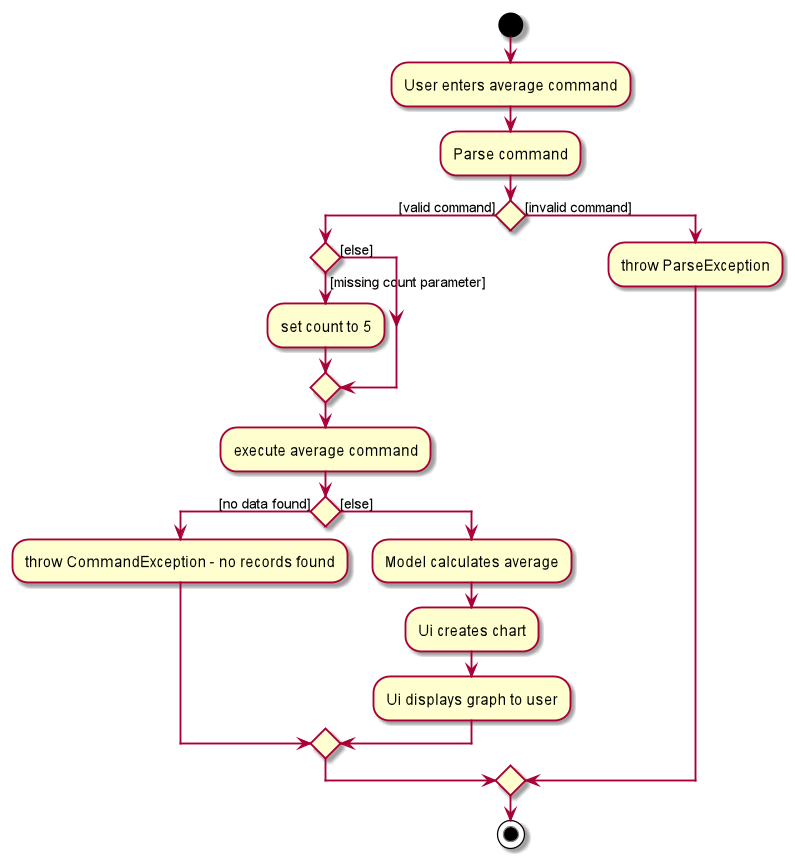 User enters average command
Parse command
[valid command]
[invalid command]
[else]
throw ParseException
[missing count parameter]
set count to 5
execute average command
[no data found]
[else]
throw CommandException - no records found
Model calculates average
Ui creates chart
Ui displays graph to user